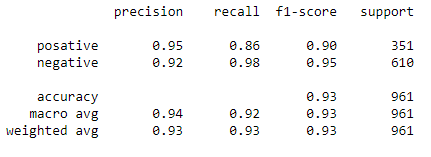 precision recall f1-score support
posative 0.95 0.86 0.90 351
negative 0.92 0.98 0.95 610
accuracy 0.93 961
macro avg 0.94 0.92 0.93 961
weighted avg 0.93 0.93 0.93 961